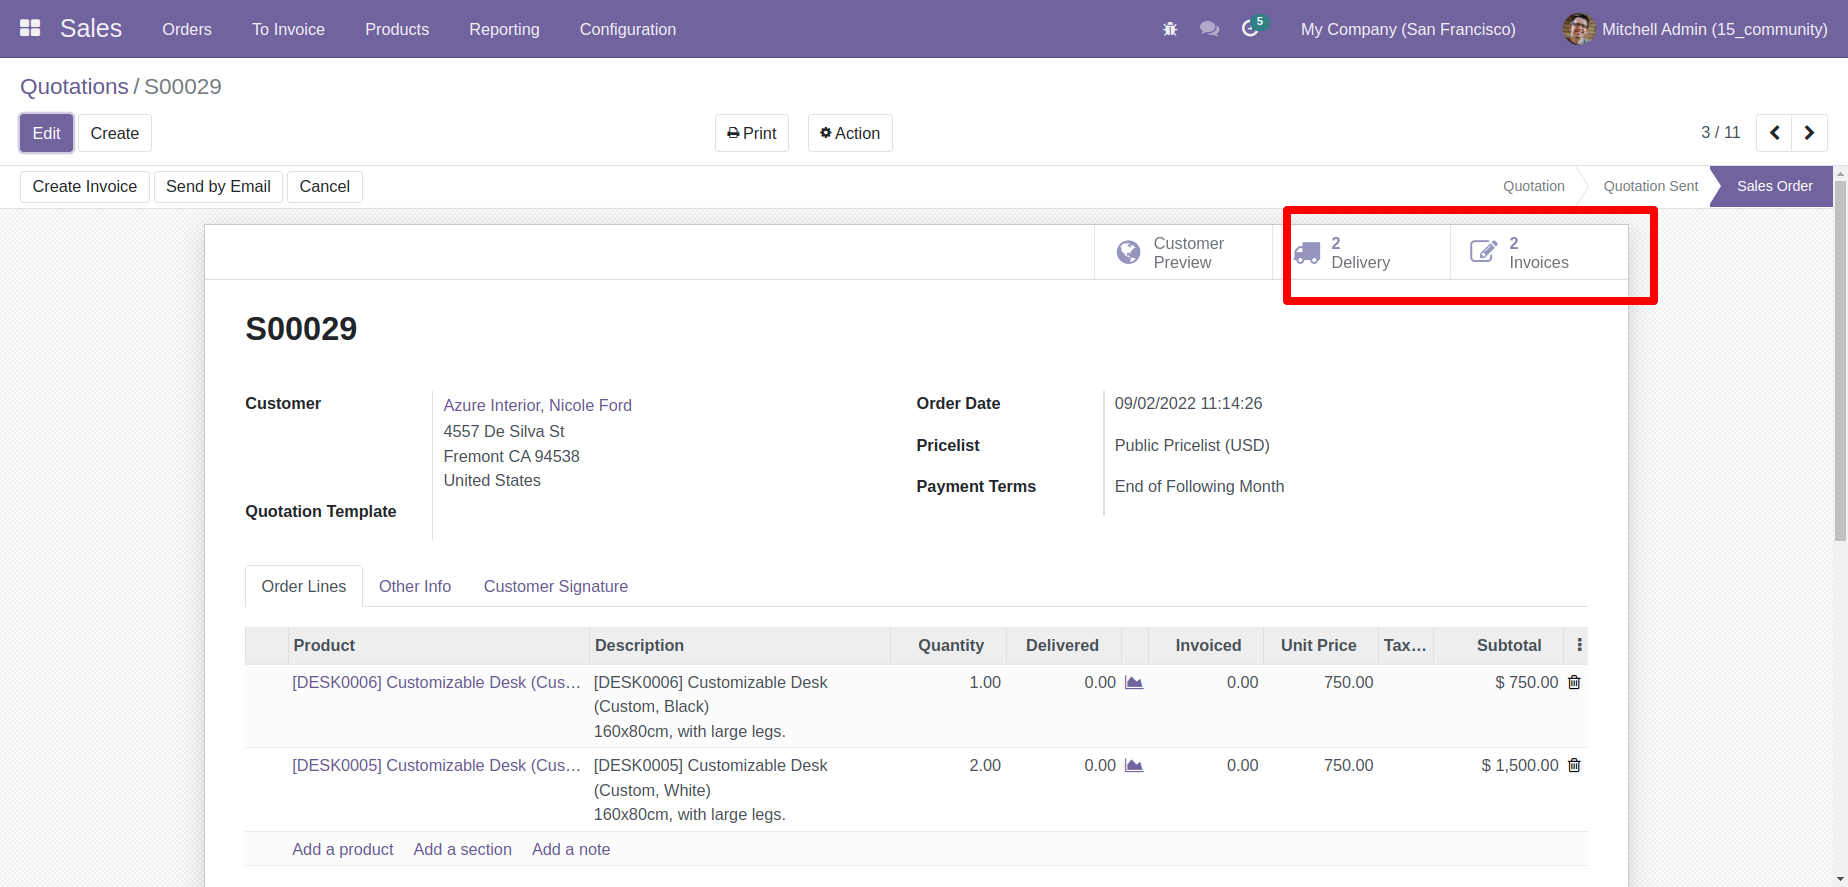 Sales Orders To Invoice Products Reporting Configuration 5 My Company (San Francisco) Mitchell Admin (15_community)
Quotations / S00029
Edit Create Print Action 3 / 11
Create Invoice Send by Email Cancel Quotation Quotation Sent Sales Order
Customer Preview
2 Delivery
2 Invoices
S00029
Customer
Azure Interior, Nicole Ford
4557 De Silva St
Fremont CA 94538
United States
Quotation Template
Order Date 09/02/2022 11:14:26
Pricelist Public Pricelist (USD)
Payment Terms End of Following Month
Order Lines Other Info Customer Signature
Product Description Quantity Delivered Invoiced Unit Price Tax… Subtotal
[DESK0006] Customizable Desk (Cus… [DESK0006] Customizable Desk 1.00 0.00 0.00 750.00 $ 750.00
(Custom, Black)
160x80cm, with large legs.
[DESK0005] Customizable Desk (Cus… [DESK0005] Customizable Desk 2.00 0.00 0.00 750.00 $ 1,500.00
(Custom, White)
160x80cm, with large legs.
Add a product Add a section Add a note